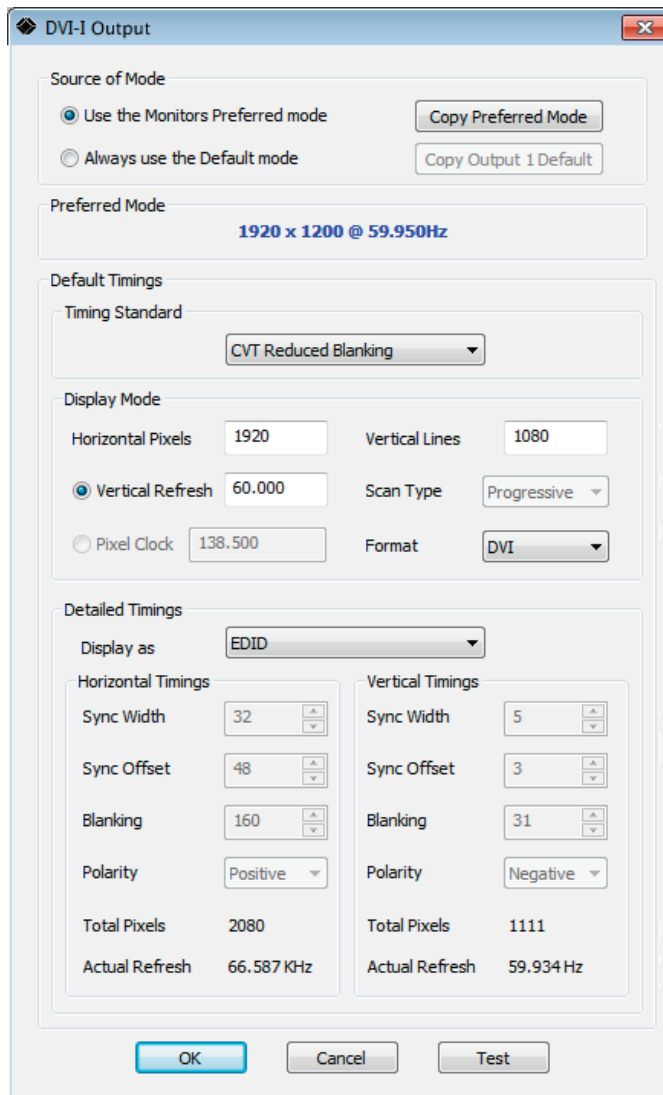 DVI-I Output
Source of Mode
Use the Monitors Preferred mode
Copy Preferred Mode
Always use the Default mode
Copy Output 1 Default
Preferred Mode
1920 x 1200 @ 59.950Hz
Default Timings
Timing Standard
CVT Reduced Blanking
Display Mode
Horizontal Pixels 1920 Vertical Lines 1080
Vertical Refresh 60.000 Scan Type Progressive
Pixel Clock 138.500 Format DVI
Detailed Timings
Display as EDID
Horizontal Timings
Sync Width 32
Sync Offset 48
Blanking 160
Polarity Positive
Total Pixels 2080
Actual Refresh 66.587 KHz
Vertical Timings
Sync Width 5
Sync Offset 3
Blanking 31
Polarity Negative
Total Pixels 1111
Actual Refresh 59.934 Hz
OK Cancel Test